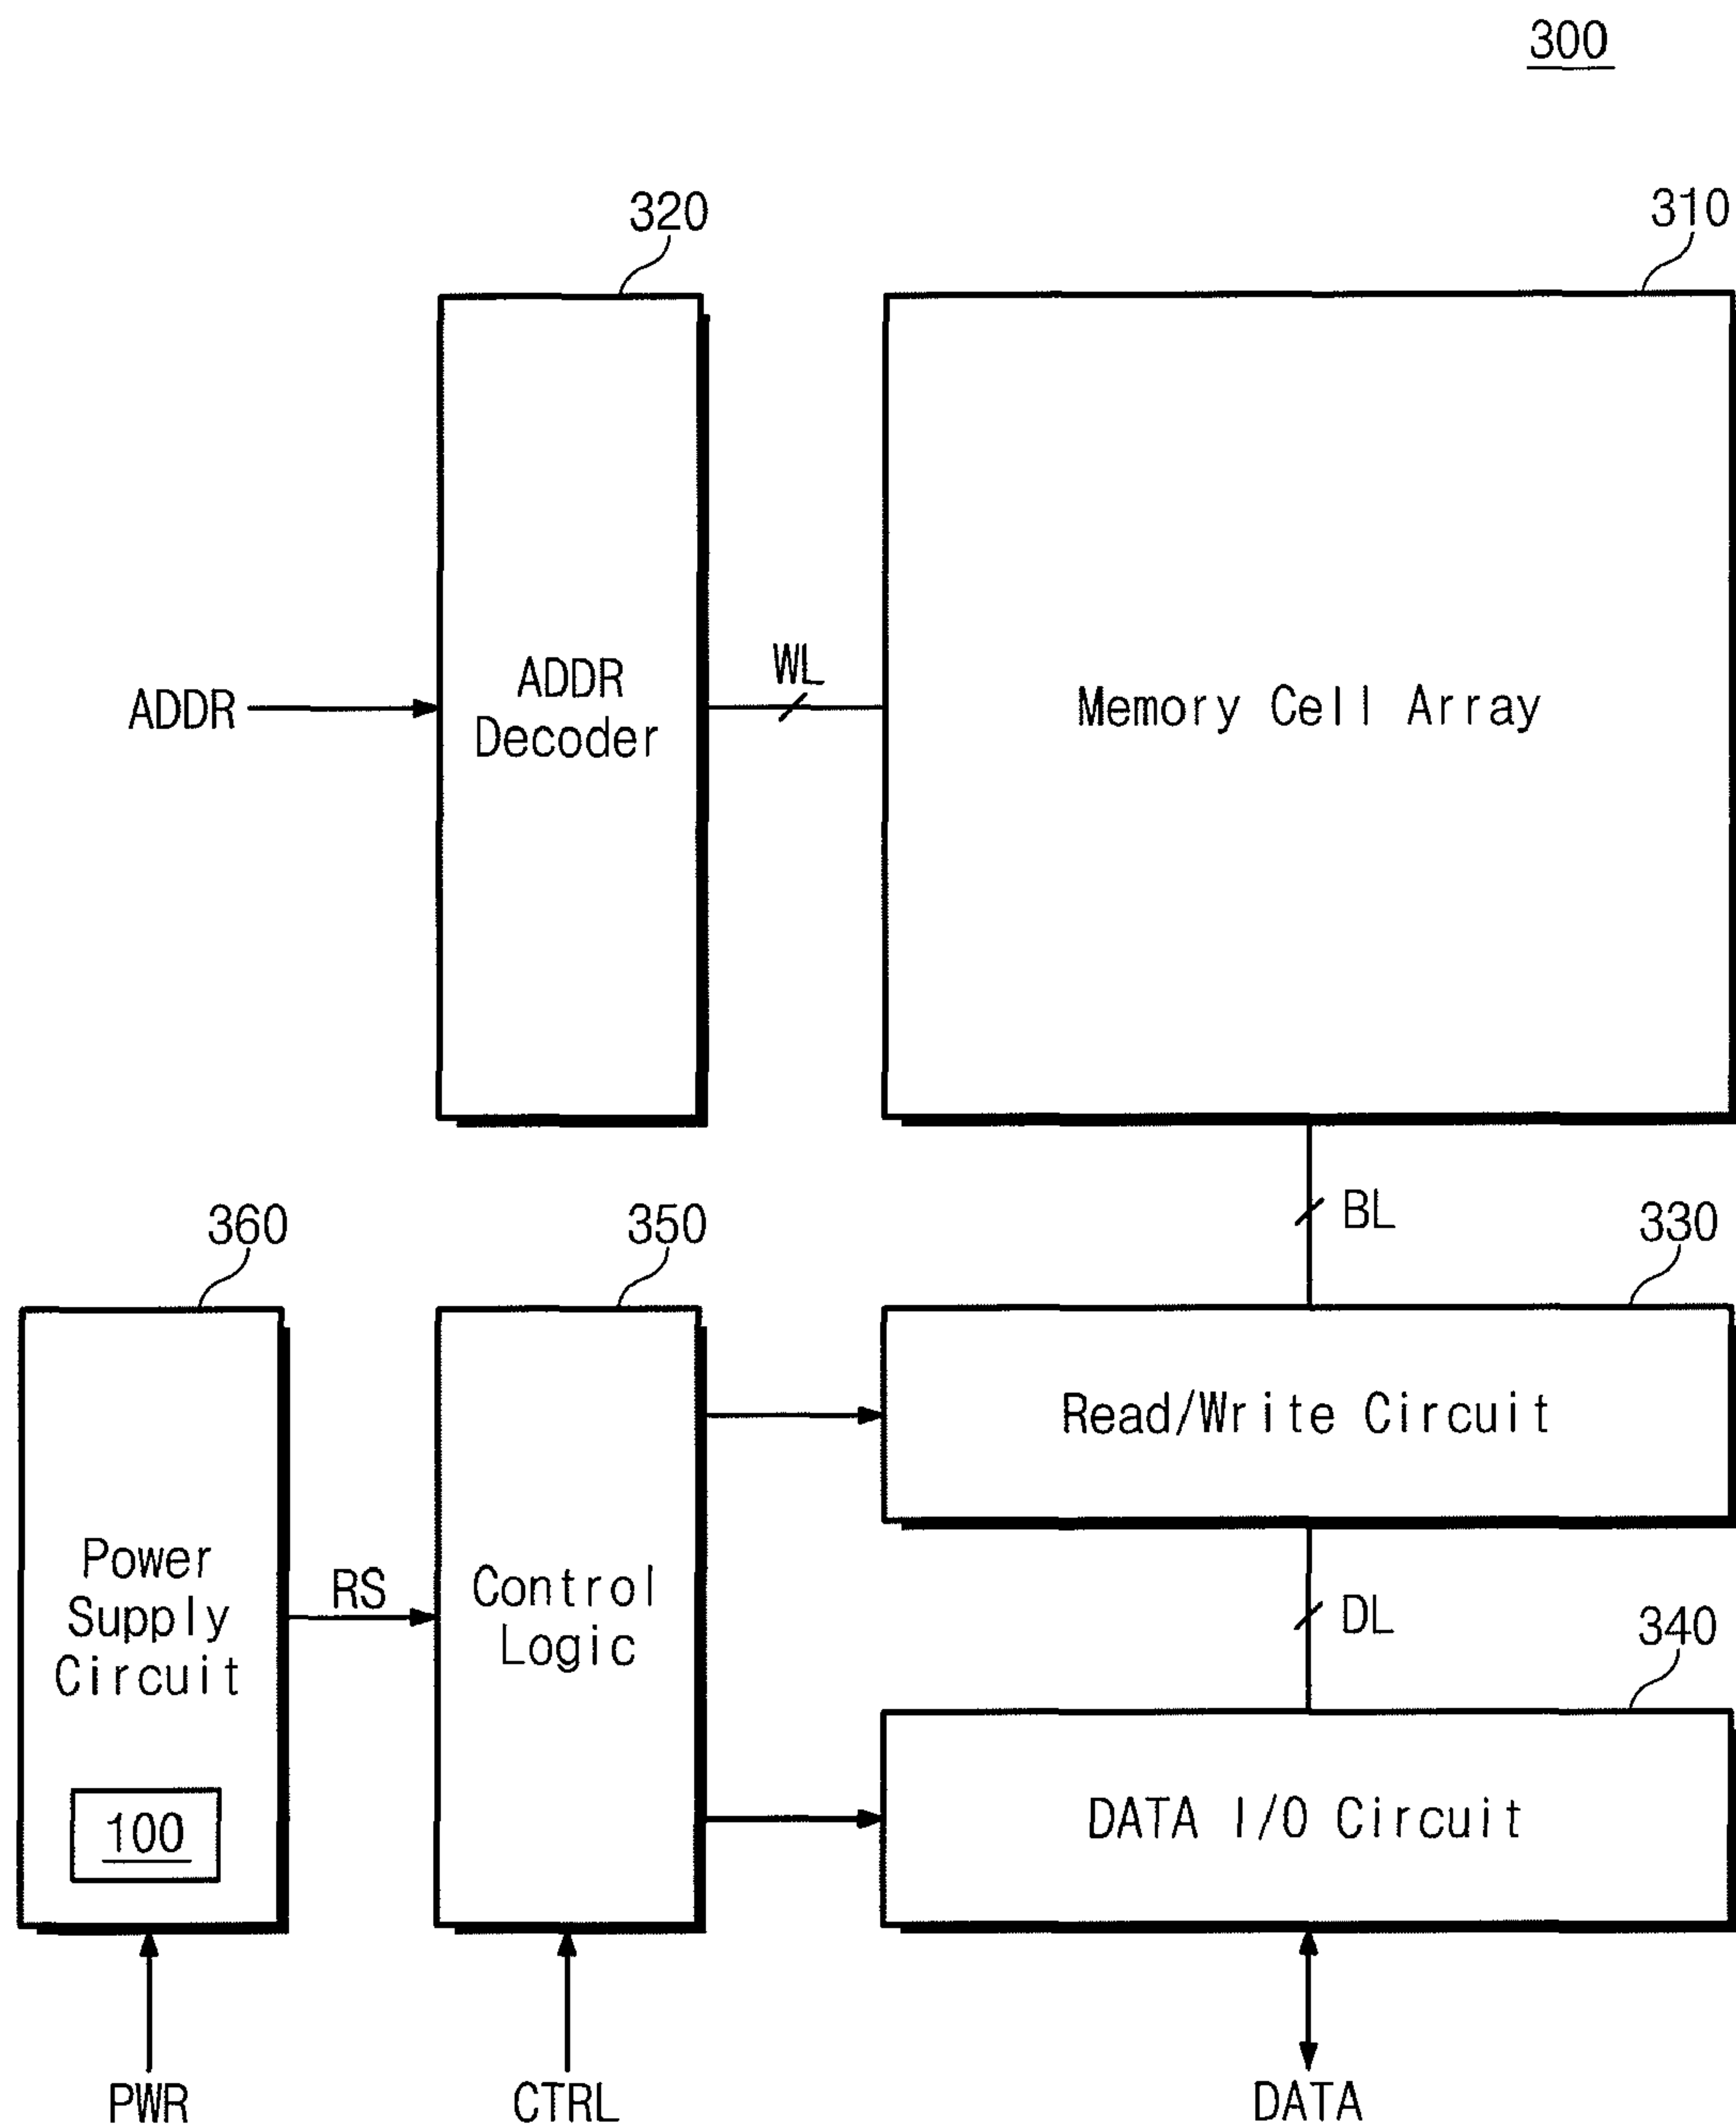 300
320
310
ADDR
ADDR
Decoder
WL
Memory Cell Array
BL
360
350
330
Read/Write Circuit
Power
Supply
Circuit
RS
Control
Logic
DL
340
100
DATA I/O Circuit
PWR
CTRL
DATA